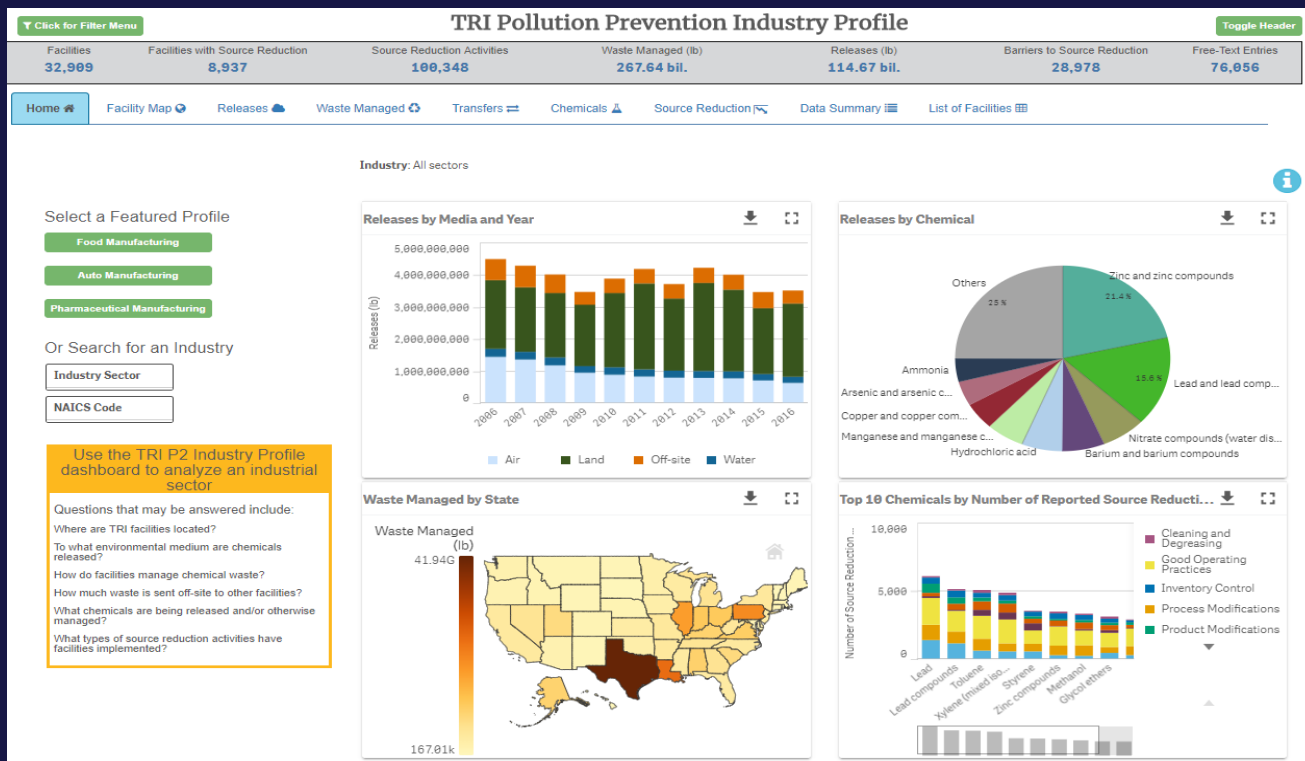 Click for Filter Menu
TRI Pollution Prevention Industry Profile
Toggle Header
Facilities
32,909
Facilities with Source Reduction
8,937
Source Reduction Activities
100,348
Waste Managed (lb)
267.64 bil.
Releases (lb)
114.67 bil.
Barriers to Source Reduction
28,978
Free-Text Entries
76,056
Home
Facility Map
Releases
Waste Managed
Transfers
Chemicals
Source Reduction
Data Summary
List of Facilities
Industry: All sectors
Select a Featured Profile
Food Manufacturing
Auto Manufacturing
Pharmaceutical Manufacturing
Or Search for an Industry
Industry Sector
NAICS Code
Use the TRI P2 Industry Profile
dashboard to analyze an industrial
sector
Questions that may be answered include:
Where are TRI facilities located?
To what environmental medium are chemicals
released?
How do facilities manage chemical waste?
How much waste is sent off-site to other facilities?
What chemicals are being released and/or otherwise
managed?
What types of source reduction activities have
facilities implemented?
Releases by Media and Year
Releases (lb)
5,000,000,000
4,000,000,000
3,000,000,000
2,000,000,000
1,000,000,000
0
2006
2007
2008
2009
2010
2011
2012
2013
2014
2015
2016
Air
Land
Off-site
Water
Releases by Chemical
Others
25 %
Zinc and zinc compounds
21.4 %
Lead and lead comp...
15.6 %
Nitrate compounds (water dis...
Barium and barium compounds
Hydrochloric acid
Manganese and manganese c...
Copper and copper com...
Arsenic and arsenic c...
Ammonia
Waste Managed by State
Waste Managed
(lb)
41.94G
167.01k
Top 10 Chemicals by Number of Reported Source Reducti...
Number of Source Reduction ...
10,000
5,000
0
Lead
Lead compounds
Toluene
Xylene (mixed iso...
Styrene
Zinc compounds
Methanol
Glycol ethers
Cleaning and
Degreasing
Good Operating
Practices
Inventory Control
Process Modifications
Product Modifications